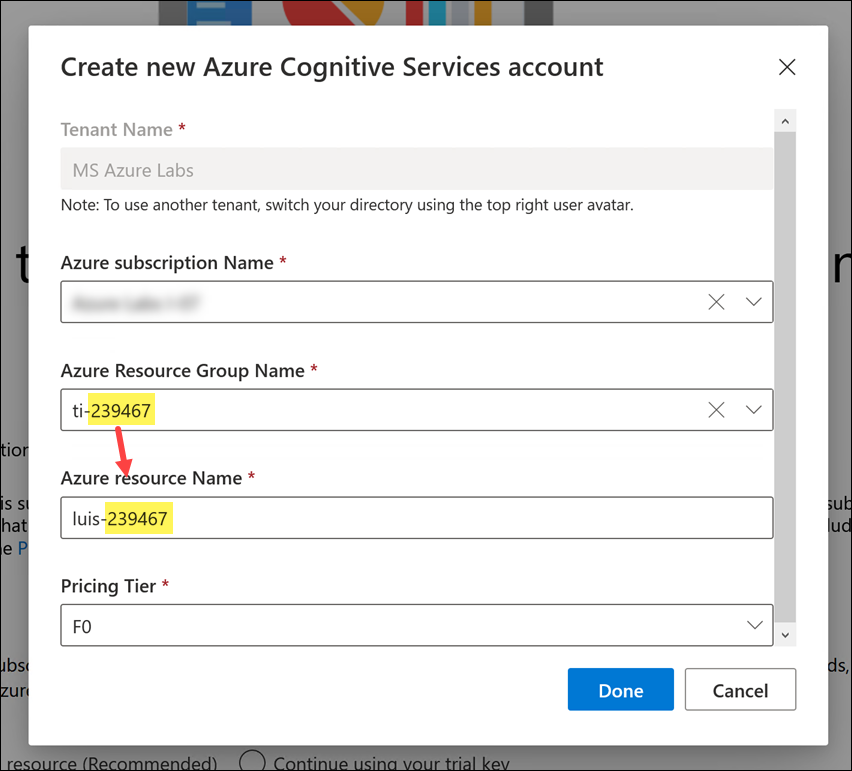 Create new Azure Cognitive Services account
Tenant Name *
MS Azure Labs
Note: To use another tenant, switch your directory using the top right user avatar.
Azure subscription Name *
Azure Resource Group Name *
ti-239467
Azure resource Name *
luis-239467
Pricing Tier *
F0
Done
Cancel
resource (Recommended)
Continue using your trial key